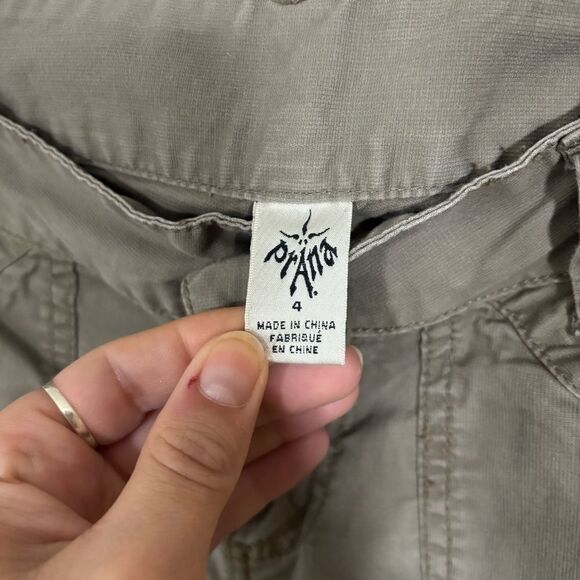 prAna
4
MADE IN CHINA
FABRIQUÉ
EN CHINE